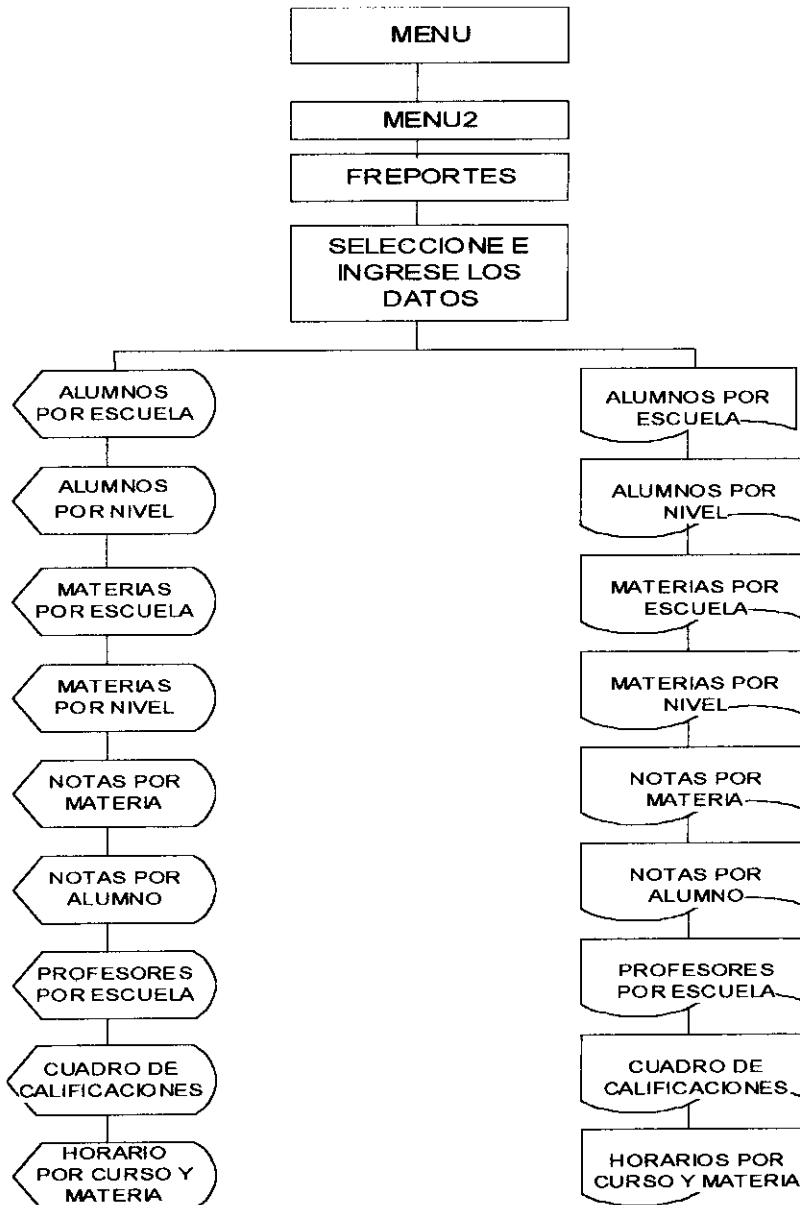 MENU
MENU2
FREPORTES
SELECCIONE E
INGRESE LOS
DATOS
ALUMNOS
POR ESCUELA
ALUMNOS
POR NIVEL
MATERIAS
POR ESCUELA
MATERIAS
POR NIVEL
NOTAS POR
MATERIA
NOTAS POR
ALUMNO
PROFESORES
POR ESCUELA
CUADRO DE
CALIFICACIONES
HORARIO
POR CURSO Y
MATERIA
ALUMNOS POR
ESCUELA
ALUMNOS POR
NIVEL
MATERIAS POR
ESCUELA
MATERIAS POR
NIVEL
NOTAS POR
MATERIA
NOTAS POR
ALUMNO
PROFESORES
POR ESCUELA
CUADRO DE
CALIFICACIONES
HORARIOS POR
CURSO Y MATERIA